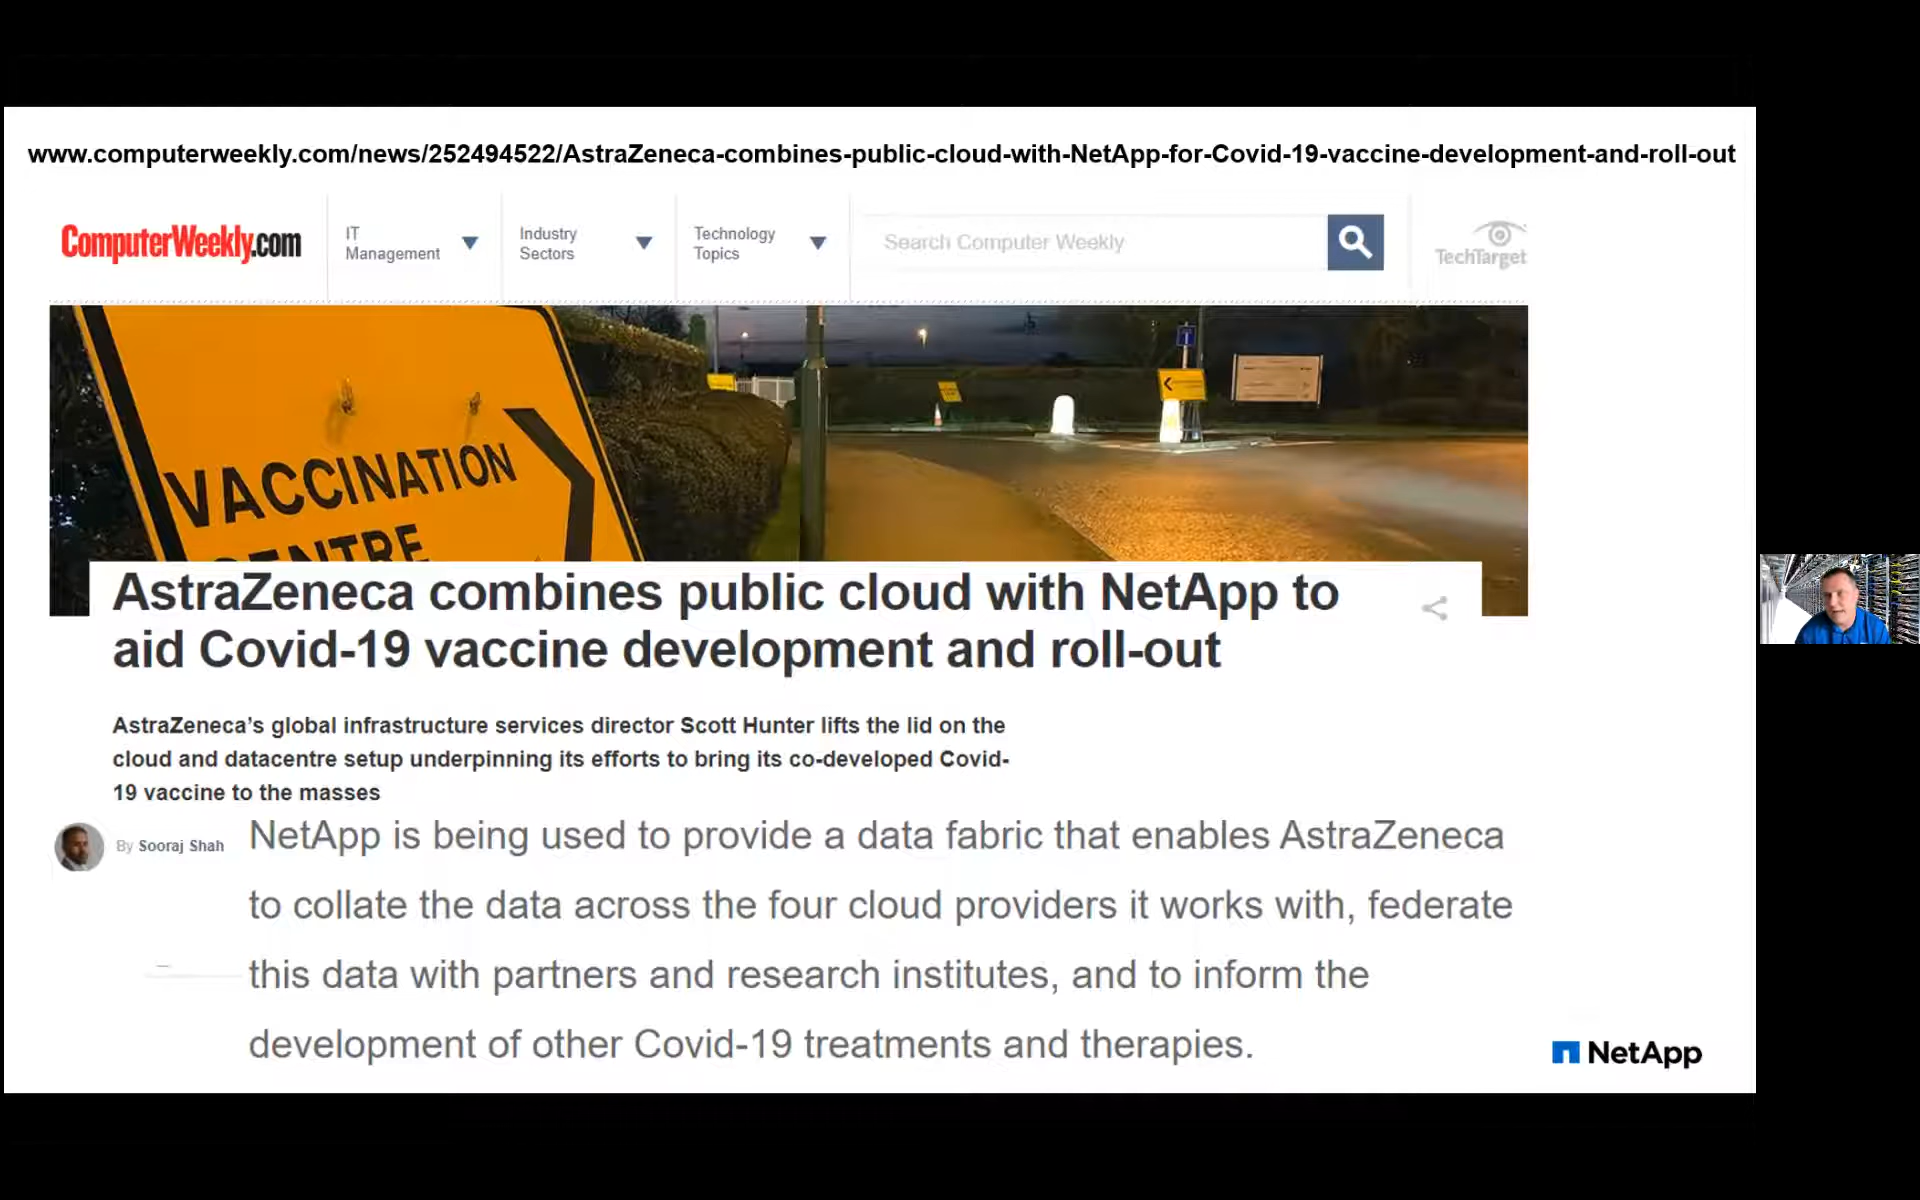 www.computerweekly.com/news/252494522/AstraZeneca-combines-public-cloud-with-NetApp-for-Covid-19-vaccine-development-and-roll-out
ComputerWeekly.com
IT
Management
Industry
Sectors
Technology
Topics
Search Computer Weekly
TechTarget
VACCINATION
CENTRE
AstraZeneca combines public cloud with NetApp to
aid Covid-19 vaccine development and roll-out
AstraZeneca’s global infrastructure services director Scott Hunter lifts the lid on the
cloud and datacentre setup underpinning its efforts to bring its co-developed Covid-
19 vaccine to the masses
By Sooraj Shah
NetApp is being used to provide a data fabric that enables AstraZeneca
to collate the data across the four cloud providers it works with, federate
this data with partners and research institutes, and to inform the
development of other Covid-19 treatments and therapies.
NetApp